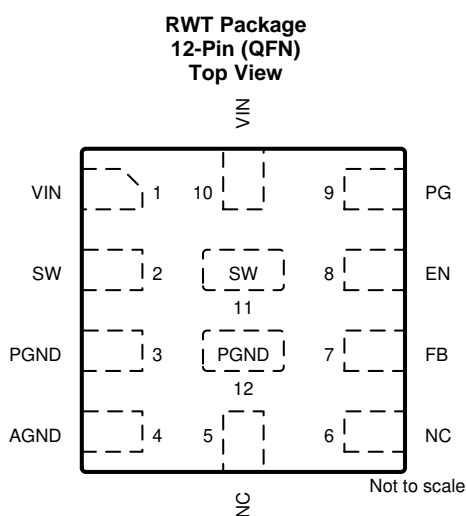 RWT Package
12-Pin (QFN)
Top View
VIN
VIN 1 10 9 PG
SW 2 SW 8 EN
11
PGND 3 PGND 7 FB
12
AGND 4 5 6 NC
Not to scale
NC